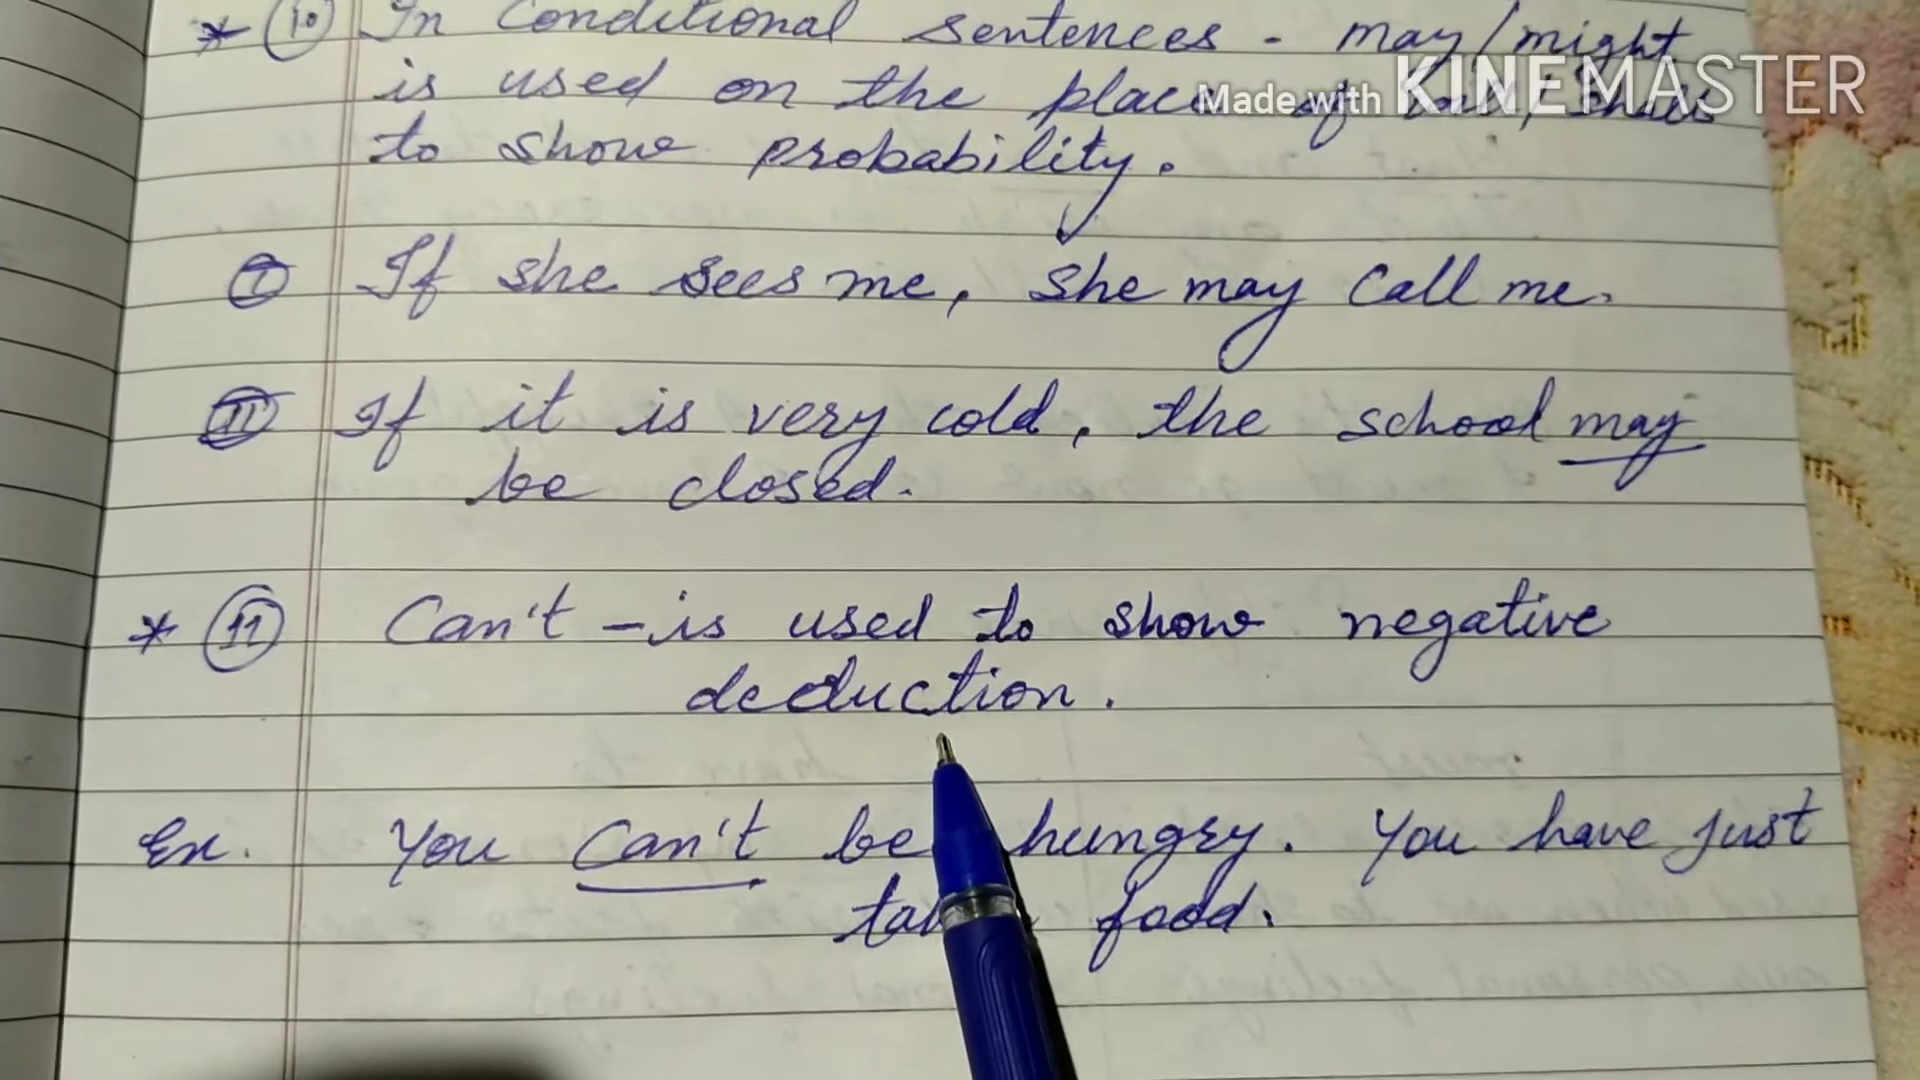 * (10) In Conditional sentences - may/might
Made with KINEMASTER
is used on the place of
to show probability.
(I) If she sees me, she may call me.
(II) If it is very cold, the school may
be closed.
* (11) Can't - is used to show negative
deduction.
Ex. You can't be hungry. You have just
food.